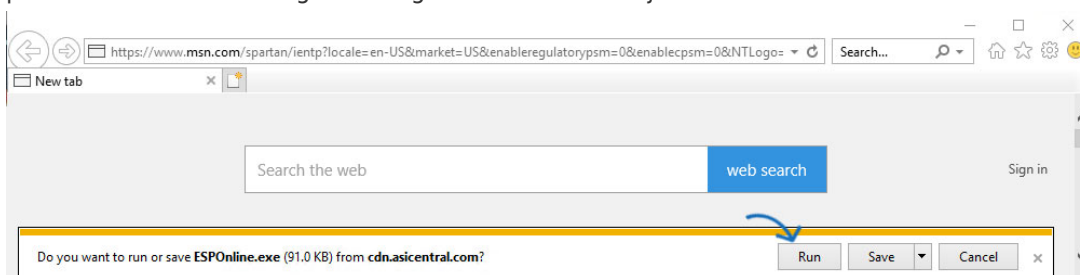 https://www.msn.com/spartan/ientp?locale=en-US&market=US&enableregulatorypsm=0&enablecpsm=0&NTLogo=
Search...
New tab
Search the web
web search
Sign in
Do you want to run or save ESPOnline.exe (91.0 KB) from cdn.asicentral.com?
Run
Save
Cancel